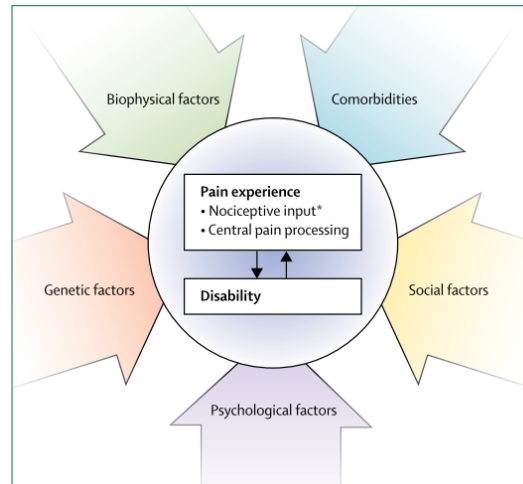 Biophysical factors
Comorbidities
Pain experience
• Nociceptive input*
• Central pain processing
Disability
Genetic factors
Social factors
Psychological factors